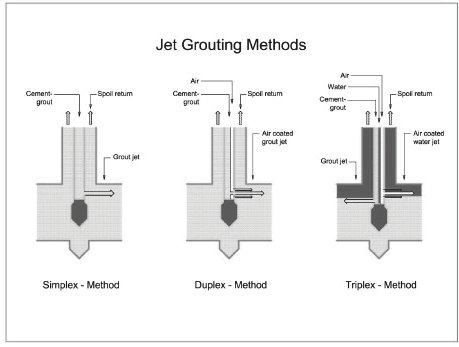 Jet Grouting Methods
Cement-
grout
Spoil return
Grout jet
Simplex - Method
Air
Cement-
grout
Spoil return
Air coated
grout jet
Duplex - Method
Air
Water
Cement-
grout
Spoil return
Grout jet
Air coated
water jet
Triplex - Method